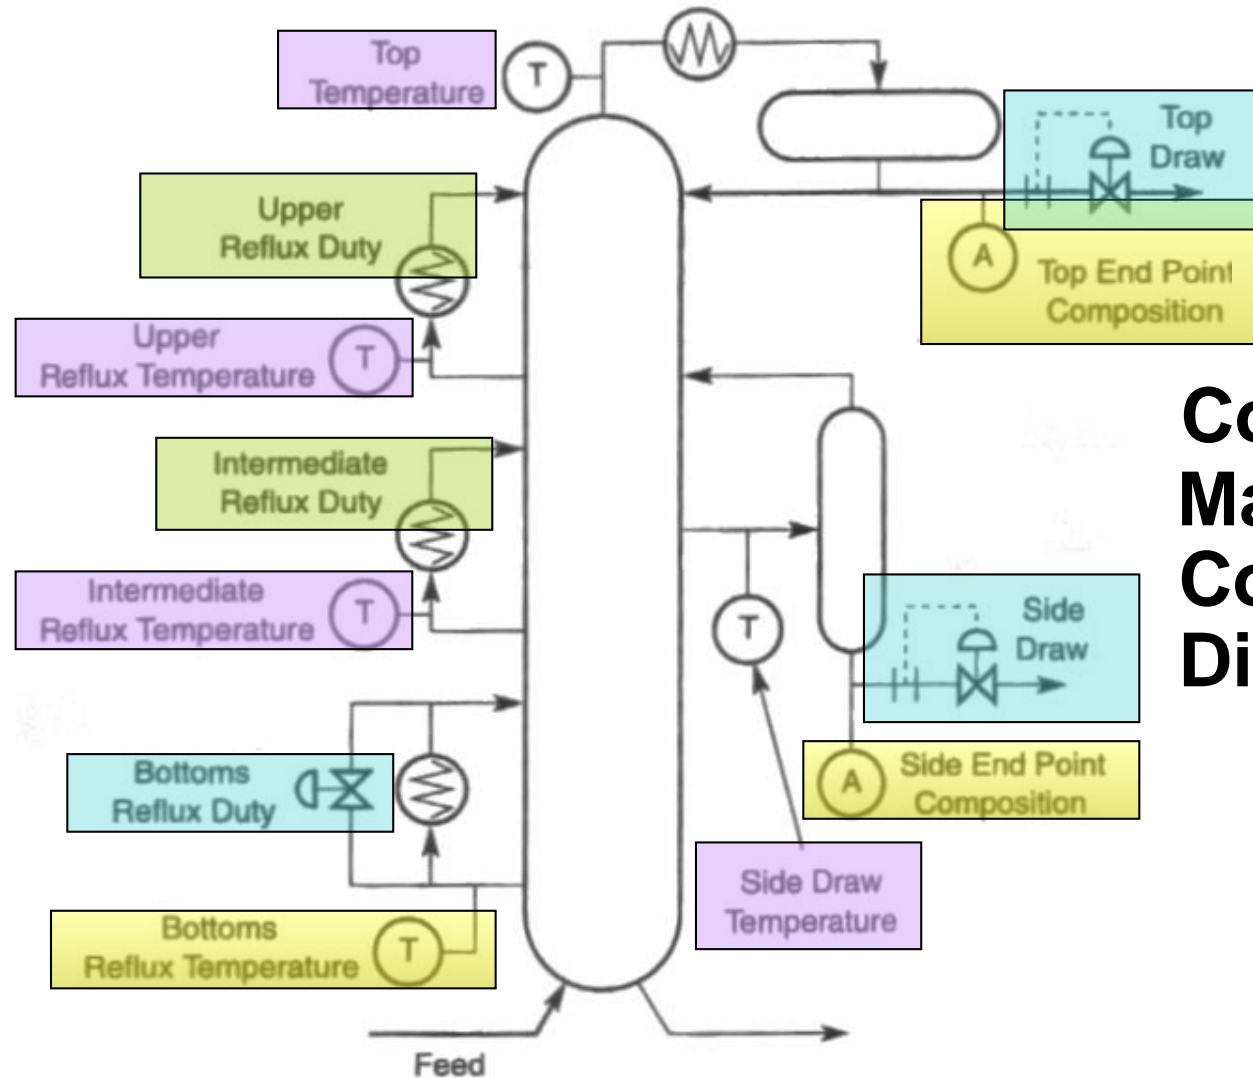 Top
Temperature
T
Top
Draw
Upper
Reflux Duty
A
Top End Point
Composition
Upper
Reflux Temperature
T
Co
Ma
Co
Di
Intermediate
Reflux Duty
Intermediate
Reflux Temperature
T
T
Side
Draw
Bottoms
Reflux Duty
A
Side End Point
Composition
Side Draw
Temperature
Bottoms
Reflux Temperature
T
Feed